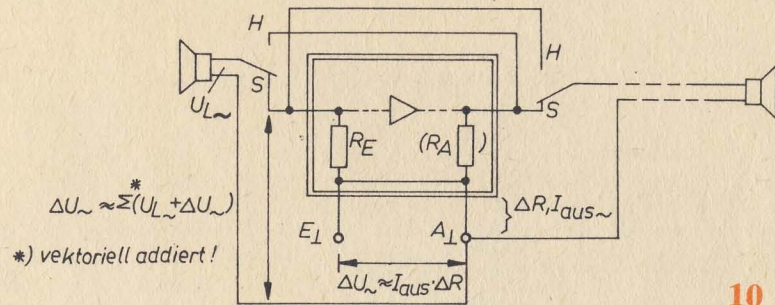 H
H
S
S
U_L~
R_E
(R_A )
ΔU~ ≈ Σ* (U_L~ + ΔU~)
*) vektoriell addiert!
E⊥
A⊥
} ΔR, I_aus~
ΔU~ ≈ I_aus · ΔR
10